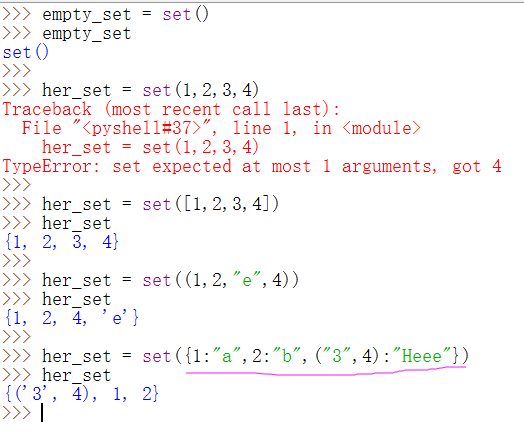 >>> empty_set = set()
>>> empty_set
set()
>>>
>>> her_set = set(1,2,3,4)
Traceback (most recent call last):
  File "<pyshell#37>", line 1, in <module>
    her_set = set(1,2,3,4)
TypeError: set expected at most 1 arguments, got 4
>>>
>>> her_set = set([1,2,3,4])
>>> her_set
{1, 2, 3, 4}
>>>
>>> her_set = set((1,2,"e",4))
>>> her_set
{1, 2, 4, 'e'}
>>>
>>> her_set = set({1:"a",2:"b",("3",4):"Heee"})
>>> her_set
{('3', 4), 1, 2}
>>>